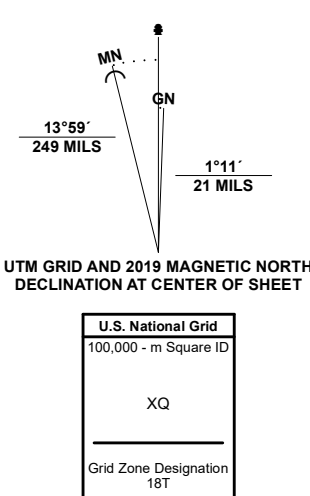 MN
GN
13°59´
249 MILS
1°11´
21 MILS
UTM GRID AND 2019 MAGNETIC NORTH
DECLINATION AT CENTER OF SHEET
U.S. National Grid
100,000 - m Square ID
XQ
Grid Zone Designation
18T